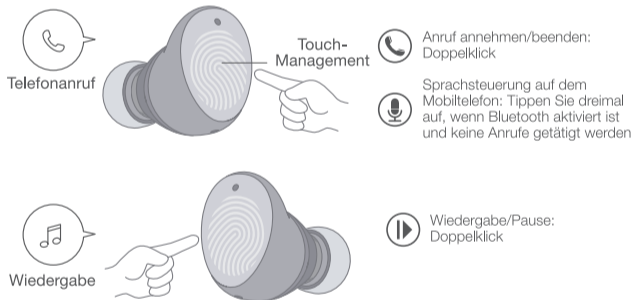 Telefonanruf
Touch-
Management
Anruf annehmen/beenden:
Doppelklick
Sprachsteuerung auf dem
Mobiltelefon: Tippen Sie dreimal
auf, wenn Bluetooth aktiviert ist
und keine Anrufe getätigt werden
Wiedergabe
Wiedergabe/Pause:
Doppelklick